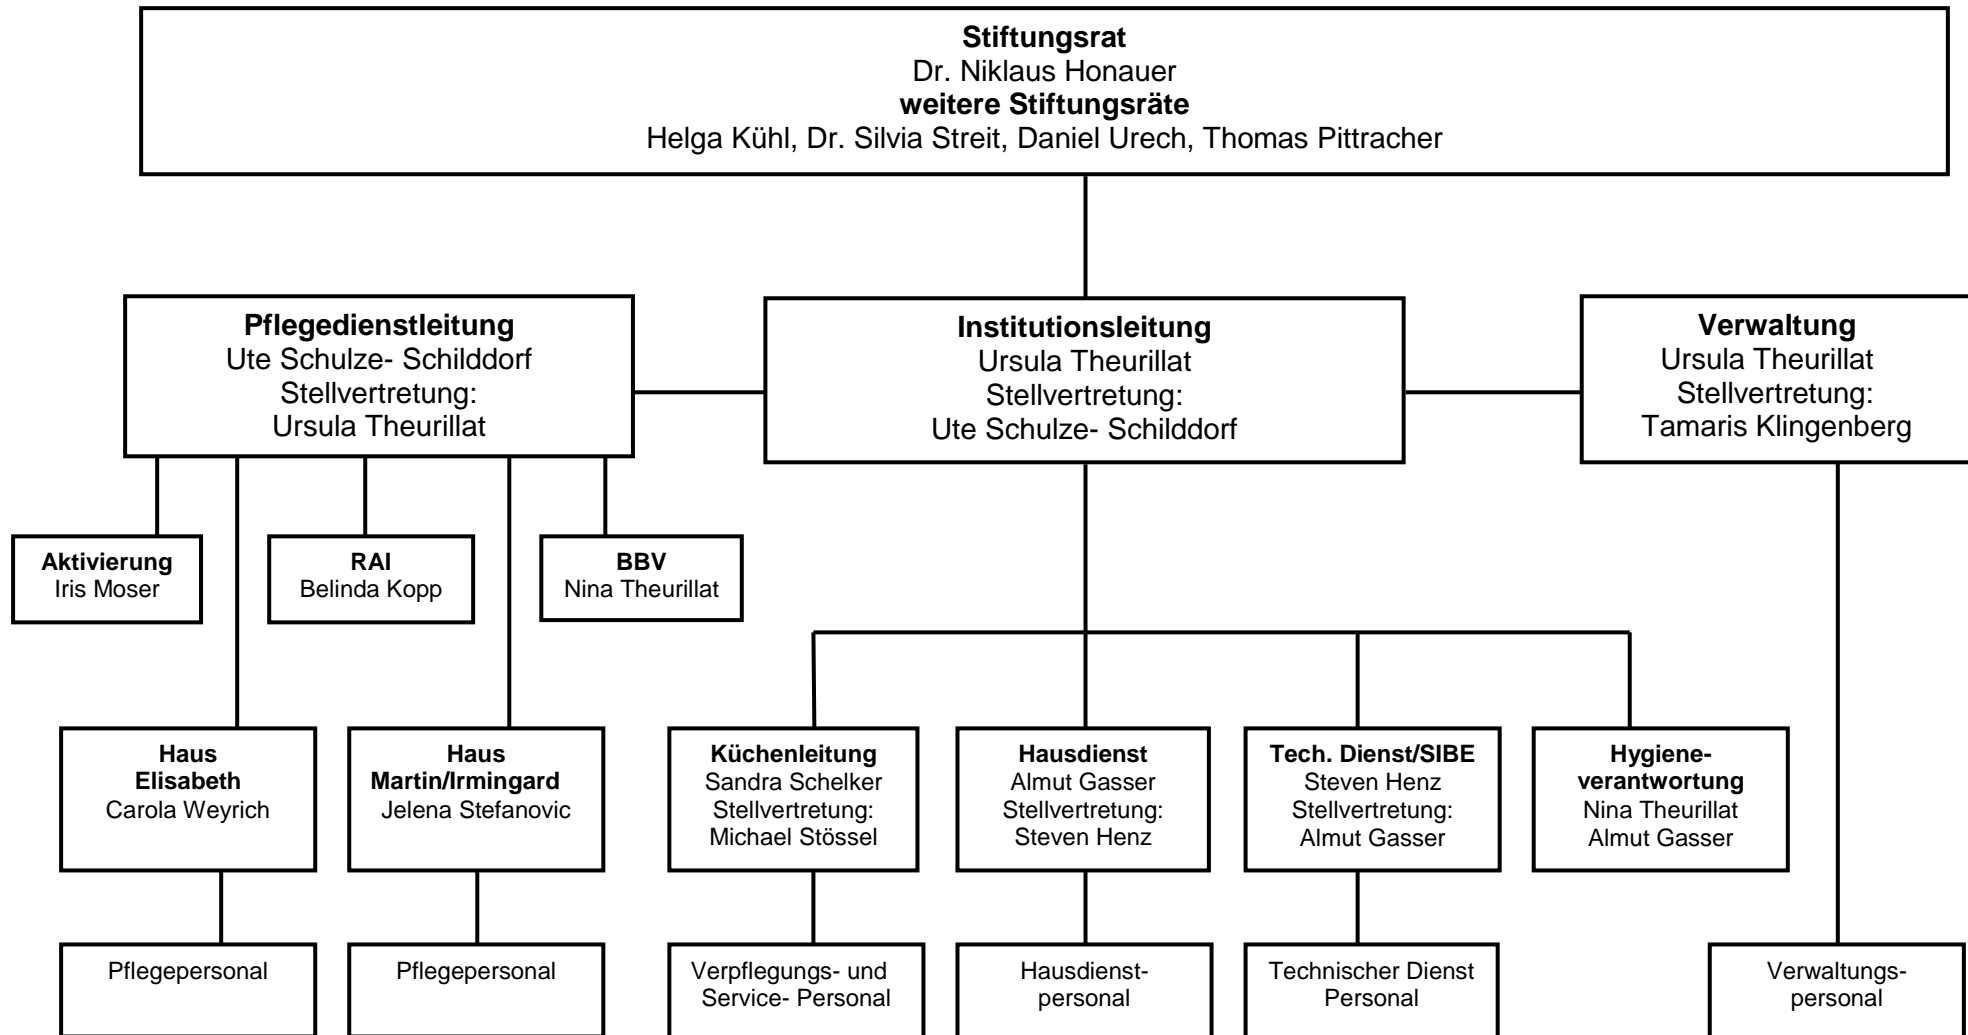 Stiftungsrat
Dr. Niklaus Honauer
weitere Stiftungsräte
Helga Kühl, Dr. Silvia Streit, Daniel Urech, Thomas Pittracher
Pflegedienstleitung
Ute Schulze- Schilddorf
Stellvertretung:
Ursula Theurillat
Institutionsleitung
Ursula Theurillat
Stellvertretung:
Ute Schulze- Schilddorf
Verwaltung
Ursula Theurillat
Stellvertretung:
Tamaris Klingenberg
Aktivierung
Iris Moser
RAI
Belinda Kopp
BBV
Nina Theurillat
Haus
Elisabeth
Carola Weyrich
Haus
Martin/Irmingard
Jelena Stefanovic
Küchenleitung
Sandra Schelker
Stellvertretung:
Michael Stössel
Hausdienst
Almut Gasser
Stellvertretung:
Steven Henz
Tech. Dienst/SIBE
Steven Henz
Stellvertretung:
Almut Gasser
Hygiene-
verantwortung
Nina Theurillat
Almut Gasser
Pflegepersonal
Pflegepersonal
Verpflegungs- und
Service- Personal
Hausdienst-
personal
Technischer Dienst
Personal
Verwaltungs-
personal